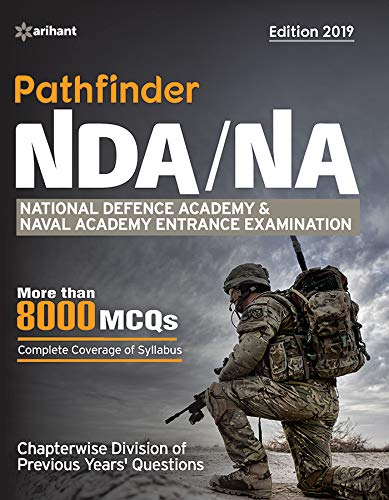 arihant
Edition 2019
Pathfinder
NDA/NA
NATIONAL DEFENCE ACADEMY &
NAVAL ACADEMY ENTRANCE EXAMINATION
More than
8000 MCQs
Complete Coverage of Syllabus
Chapterwise Division of
Previous Years' Questions